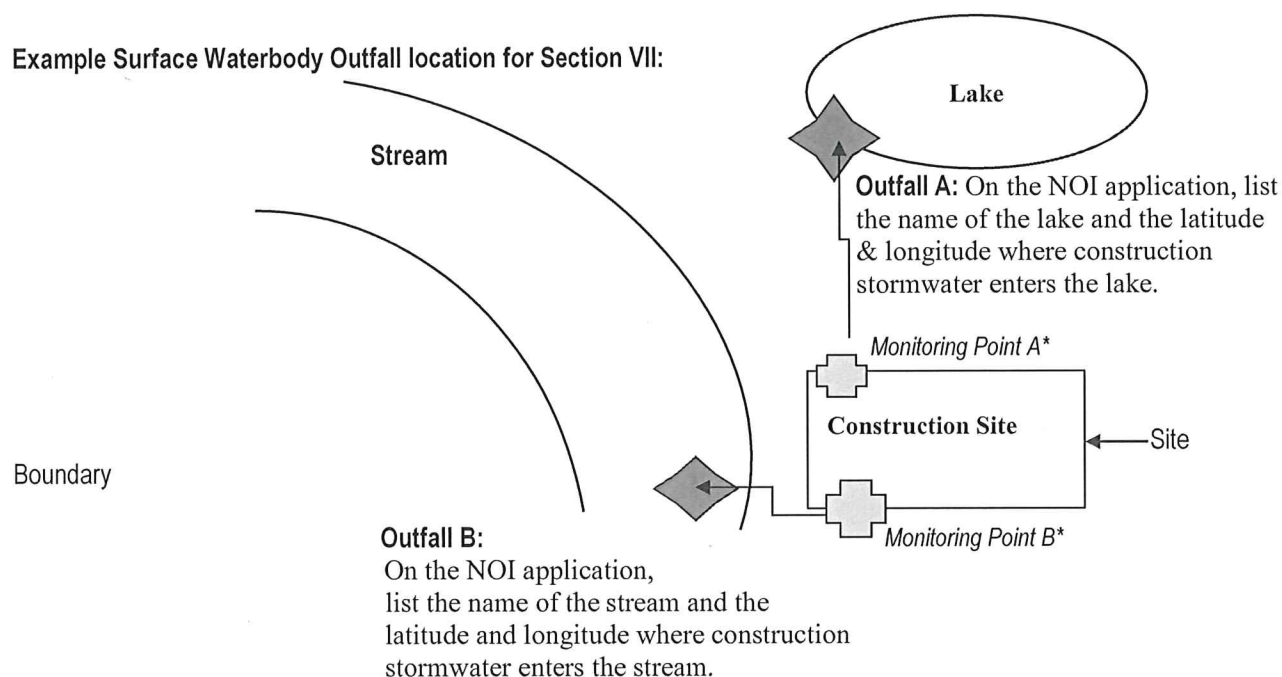 Example Surface Waterbody Outfall location for Section VII:
Lake
Stream
Outfall A: On the NOI application, list
the name of the lake and the latitude
& longitude where construction
stormwater enters the lake.
Monitoring Point A*
Construction Site
Site
Boundary
Monitoring Point B*
Outfall B:
On the NOI application,
list the name of the stream and the
latitude and longitude where construction
stormwater enters the stream.